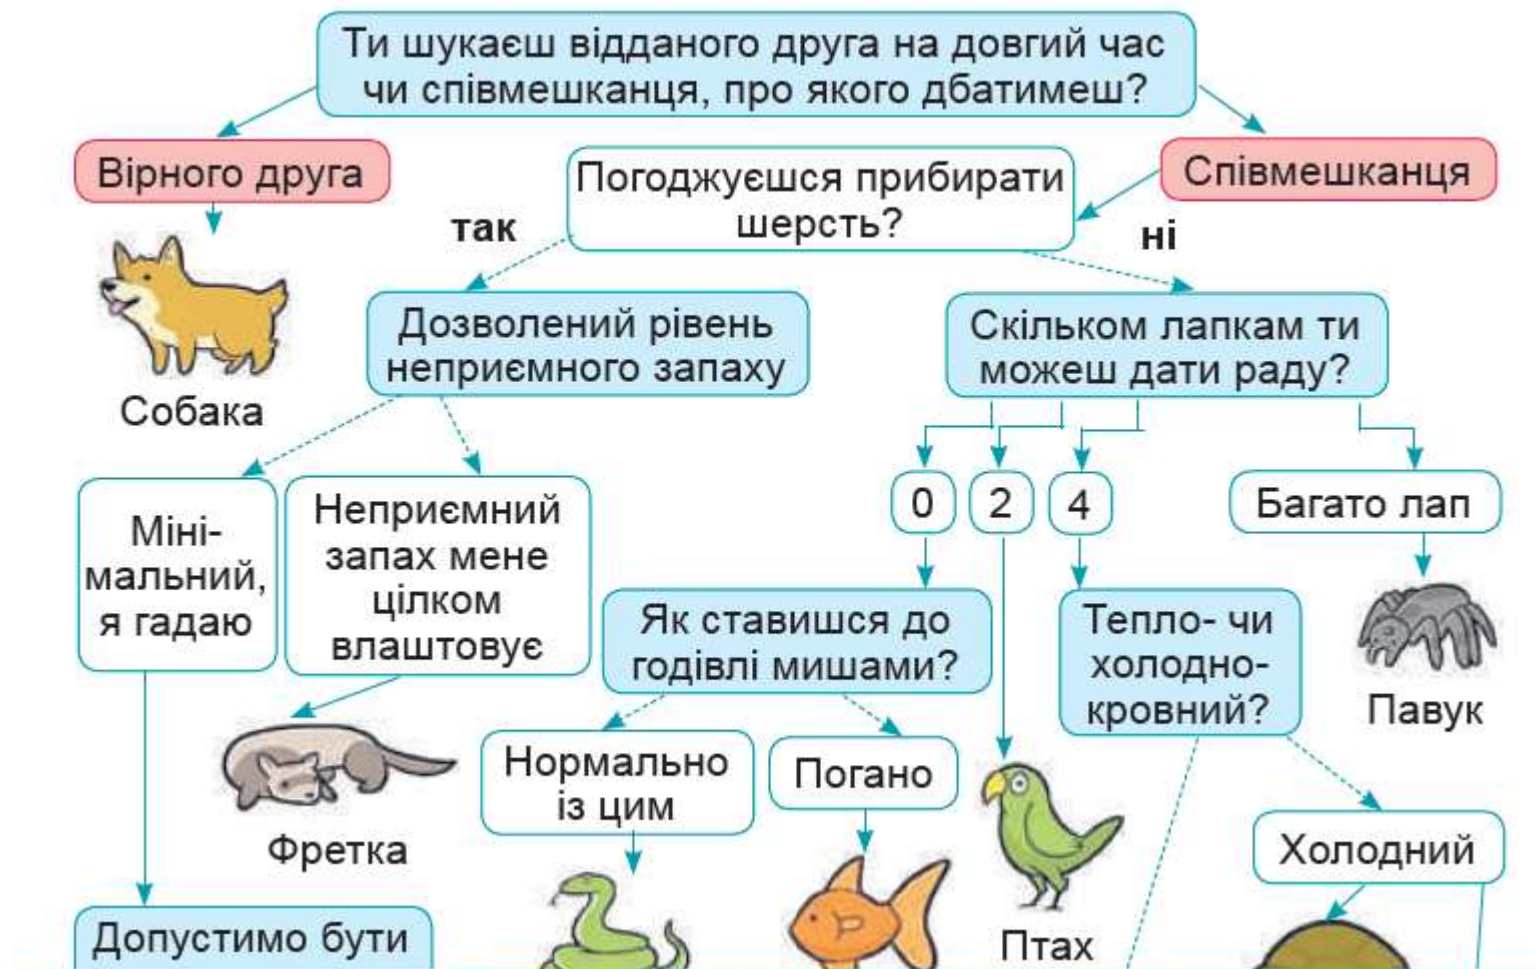 Ти шукаєш відданого друга на довгий час
чи співмешканця, про якого дбатимеш?
Вірного друга
Погоджуєшся прибирати
шерсть?
Співмешканця
так
ні
Собака
Дозволений рівень
неприємного запаху
Скільком лапкам ти
можеш дати раду?
Міні-
мальний,
я гадаю
Неприємний
запах мене
цілком
влаштовує
0
2
4
Багато лап
Як ставишся до
годівлі мишами?
Тепло- чи
холодно-
кровний?
Павук
Фретка
Нормально
із цим
Погано
Холодний
Птах
Допустимо бути